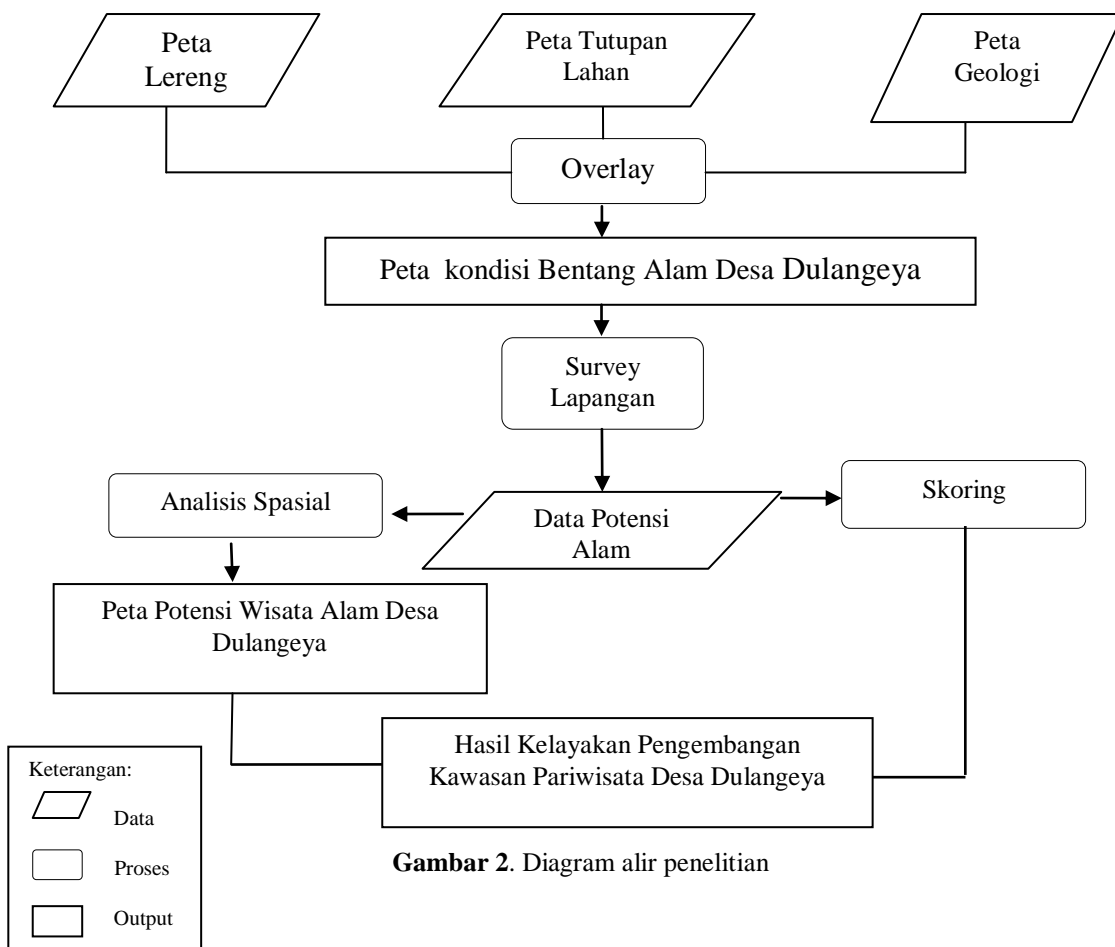 Peta
Lereng
Peta Tutupan
Lahan
Peta
Geologi
Overlay
Peta kondisi Bentang Alam Desa Dulangeya
Survey
Lapangan
Analisis Spasial
Data Potensi
Alam
Skoring
Peta Potensi Wisata Alam Desa
Dulangeya
Hasil Kelayakan Pengembangan
Kawasan Pariwisata Desa Dulangeya
Keterangan:
Data
Proses
Output
Gambar 2. Diagram alir penelitian